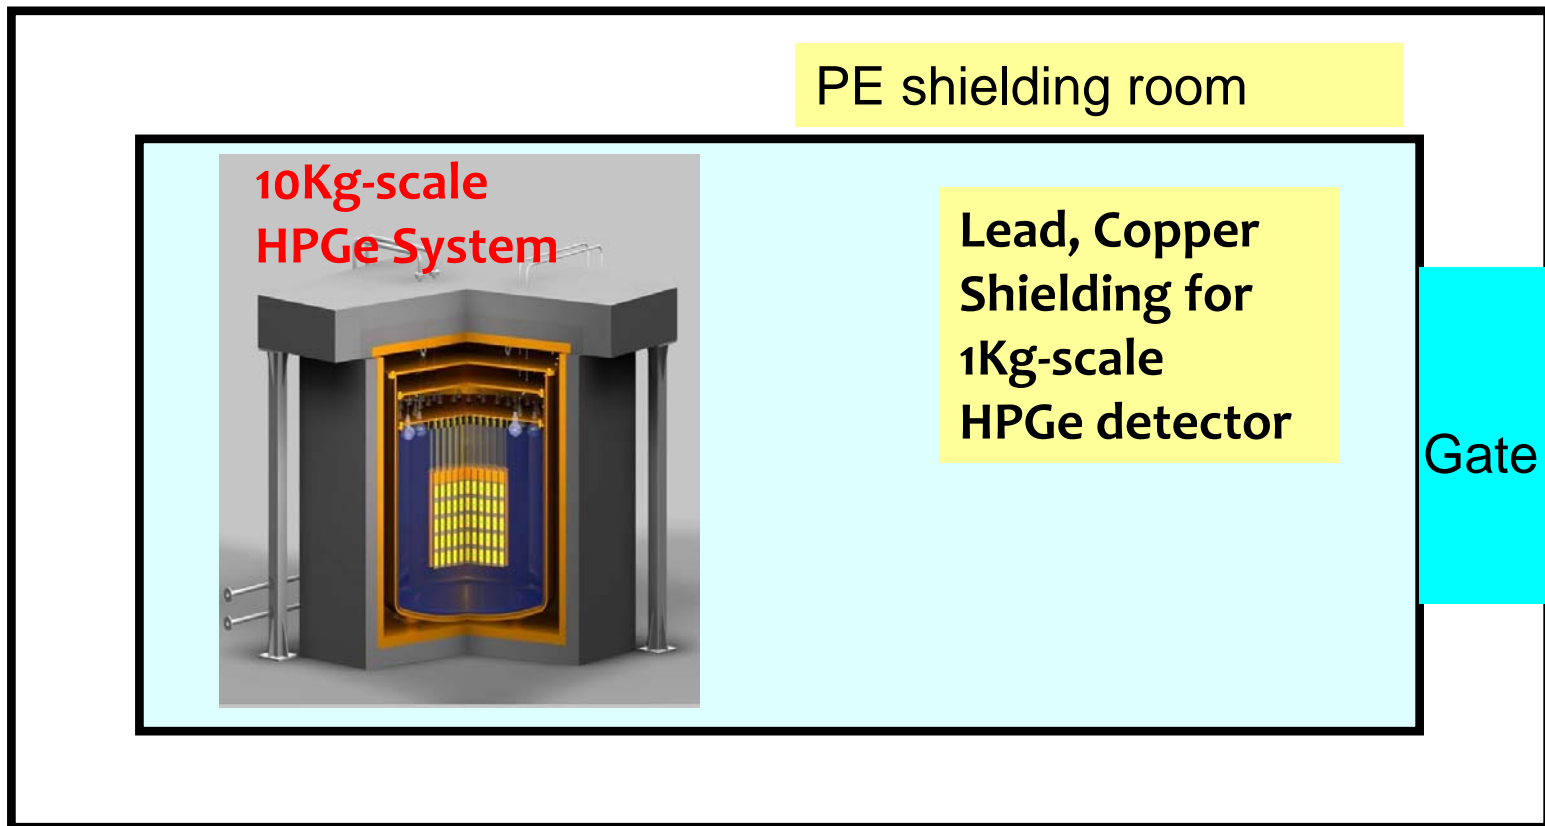 PE shielding room
10Kg-scale
HPGe System
Lead, Copper
Shielding for
1Kg-scale
HPGe detector
Gate